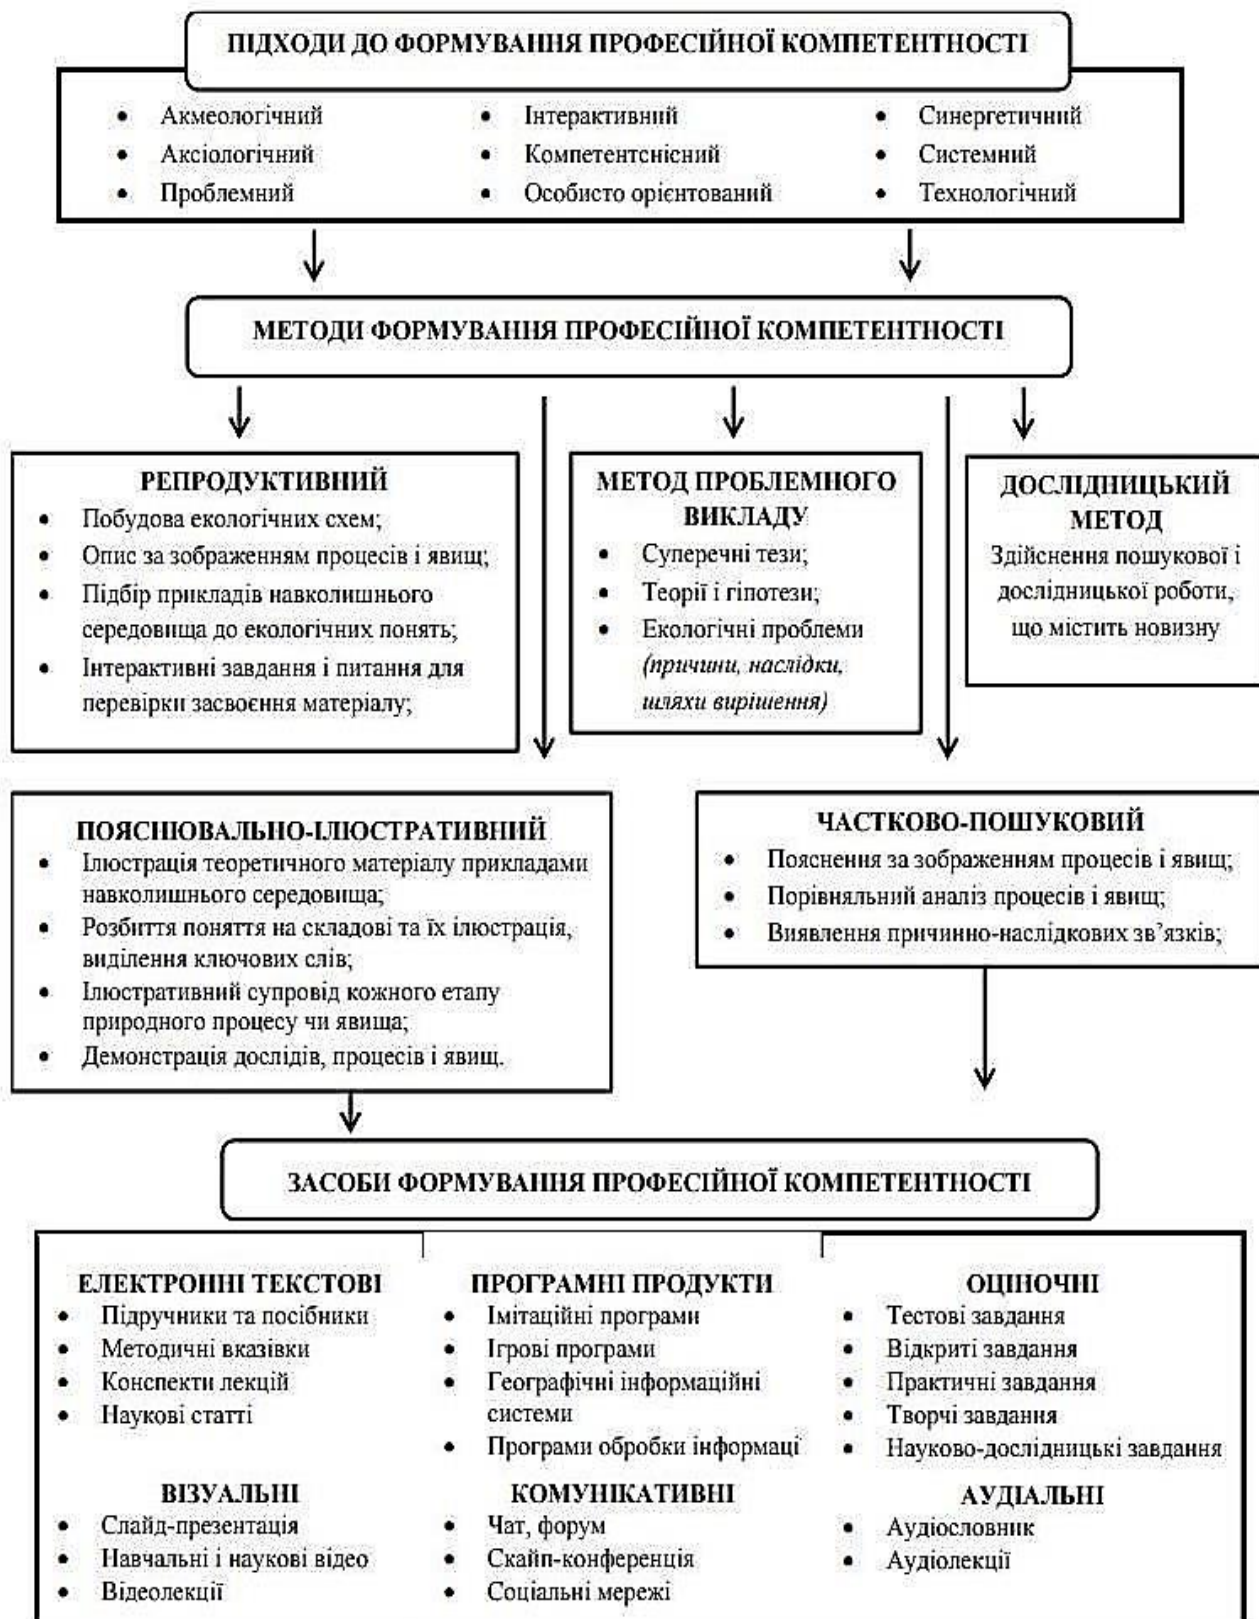 ПІДХОДИ ДО ФОРМУВАННЯ ПРОФЕСІЙНОЇ КОМПЕТЕНТНОСТІ
• Акмеологічний
• Аксіологічний
• Проблемний
• Інтерактивний
• Компетентснісний
• Особисто орієнтований
• Синергетичний
• Системний
• Технологічний
МЕТОДИ ФОРМУВАННЯ ПРОФЕСІЙНОЇ КОМПЕТЕНТНОСТІ
РЕПРОДУКТИВНИЙ
• Побудова екологічних схем;
• Опис за зображенням процесів і явищ;
• Підбір прикладів навколишнього
середовища до екологічних понять;
• Інтерактивні завдання і питання для
перевірки засвоєння матеріалу;
МЕТОД ПРОБЛЕМНОГО
ВИКЛАДУ
• Суперечні тези;
• Теорії і гіпотези;
• Екологічні проблеми
(причини, наслідки,
шляхи вирішення)
ДОСЛІДНИЦЬКИЙ
МЕТОД
Здійснення пошукової і
дослідницької роботи,
що містить новизну
ПОЯСНЮВАЛЬНО-ІЛЮСТРАТИВНИЙ
• Ілюстрація теоретичного матеріалу прикладами
навколишнього середовища;
• Розбиття поняття на складові та їх ілюстрація,
виділення ключових слів;
• Ілюстративний супровід кожного етапу
природного процесу чи явища;
• Демонстрація дослідів, процесів і явищ.
ЧАСТКОВО-ПОШУКОВИЙ
• Пояснення за зображенням процесів і явищ;
• Порівняльний аналіз процесів і явищ;
• Виявлення причинно-наслідкових зв’язків;
ЗАСОБИ ФОРМУВАННЯ ПРОФЕСІЙНОЇ КОМПЕТЕНТНОСТІ
ЕЛЕКТРОННІ ТЕКСТОВІ
• Підручники та посібники
• Методичні вказівки
• Конспекти лекцій
• Наукові статті
ПРОГРАМНІ ПРОДУКТИ
• Імітаційні програми
• Ігрові програми
• Географічні інформаційні
системи
• Програми обробки інформаці
ОЦІНОЧНІ
• Тестові завдання
• Відкриті завдання
• Практичні завдання
• Творчі завдання
• Науково-дослідницькі завдання
ВІЗУАЛЬНІ
• Слайд-презентація
• Навчальні і наукові відео
• Відеолекції
КОМУНІКАТИВНІ
• Чат, форум
• Скайп-конференція
• Соціальні мережі
АУДІАЛЬНІ
• Аудіословник
• Аудіолекції